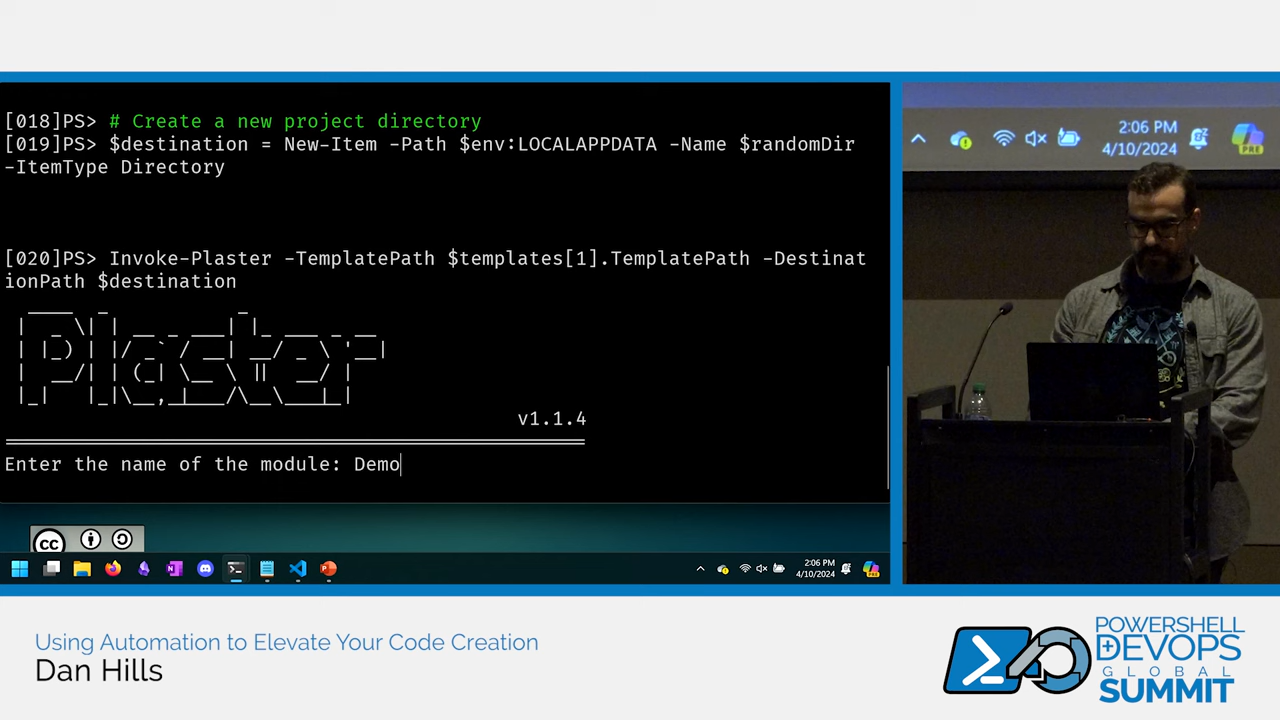 [018]PS> # Create a new project directory
[019]PS> $destination = New-Item -Path $env:LOCALAPPDATA -Name $randomDir
-ItemType Directory
[020]PS> Invoke-Plaster -TemplatePath $templates[1].TemplatePath -Destinat
ionPath $destination
Plaster
v1.1.4
Enter the name of the module: Demo
cc
2:06 PM
4/10/2024
2:06 PM
4/10/2024
PRE
Using Automation to Elevate Your Code Creation
Dan Hills
POWERSHELL
DEVOPS
GLOBAL
SUMMIT